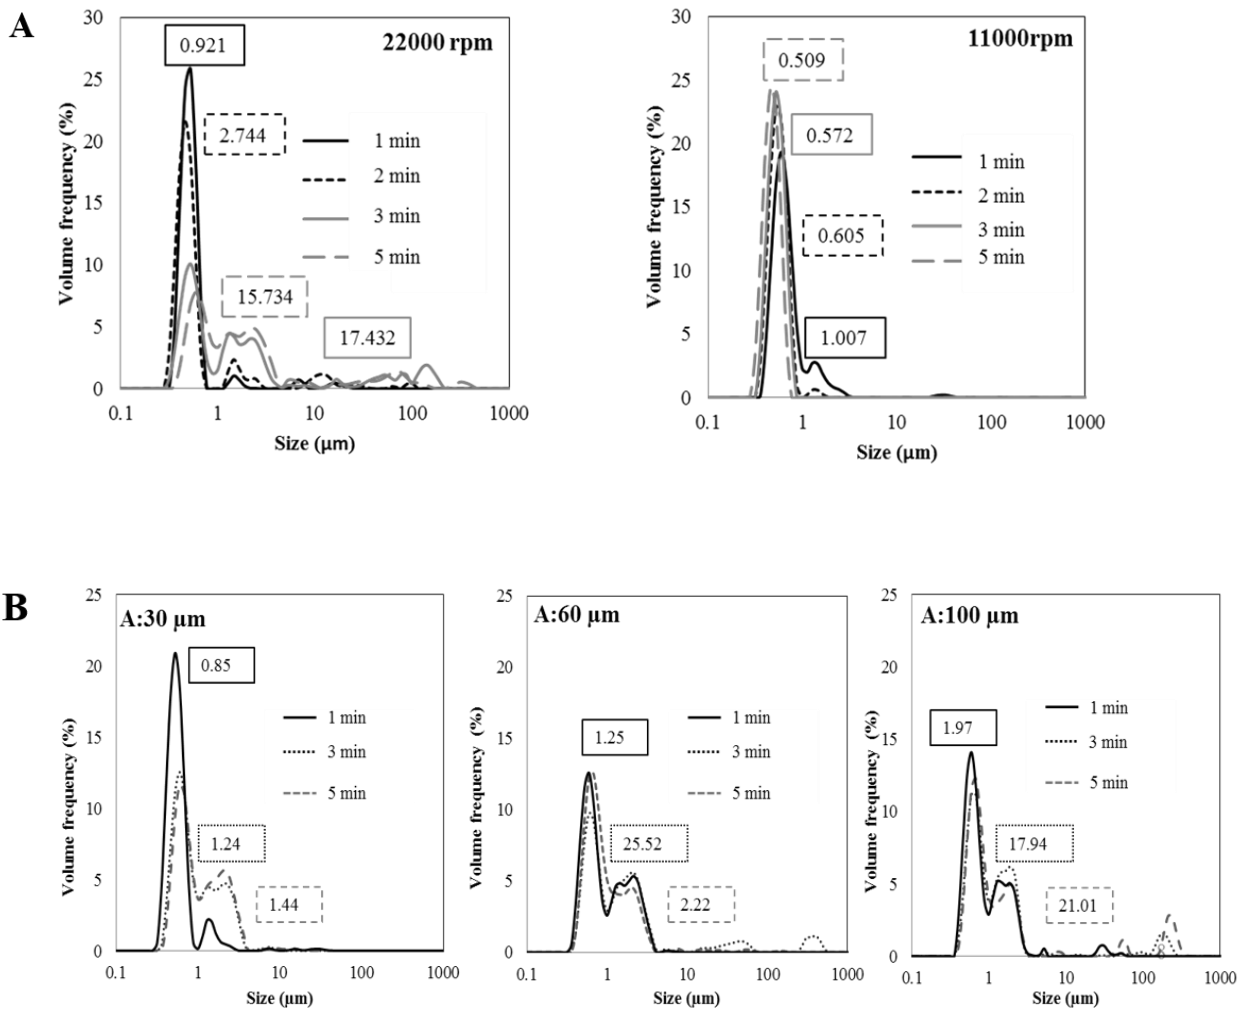 A
22000 rpm
0.921
2.744
15.734
17.432
1 min
2 min
3 min
5 min
Volume frequency (%)
30
25
20
15
10
5
0
0.1 1 10 100 1000
Size (µm)
11000rpm
0.509
0.572
0.605
1.007
1 min
2 min
3 min
5 min
Volume frequency (%)
30
25
20
15
10
5
0
0.1 1 10 100 1000
Size (µm)
B
A:30 µm
0.85
1.24
1.44
1 min
3 min
5 min
Volume frequency (%)
25
20
15
10
5
0
0.1 1 10 100 1000
Size (µm)
A:60 µm
1.25
25.52
2.22
1 min
3 min
5 min
Volume frequency (%)
25
20
15
10
5
0
0.1 1 10 100 1000
Size (µm)
A:100 µm
1.97
17.94
21.01
1 min
3 min
5 min
Volume frequency (%)
25
20
15
10
5
0
0.1 1 10 100 1000
Size (µm)